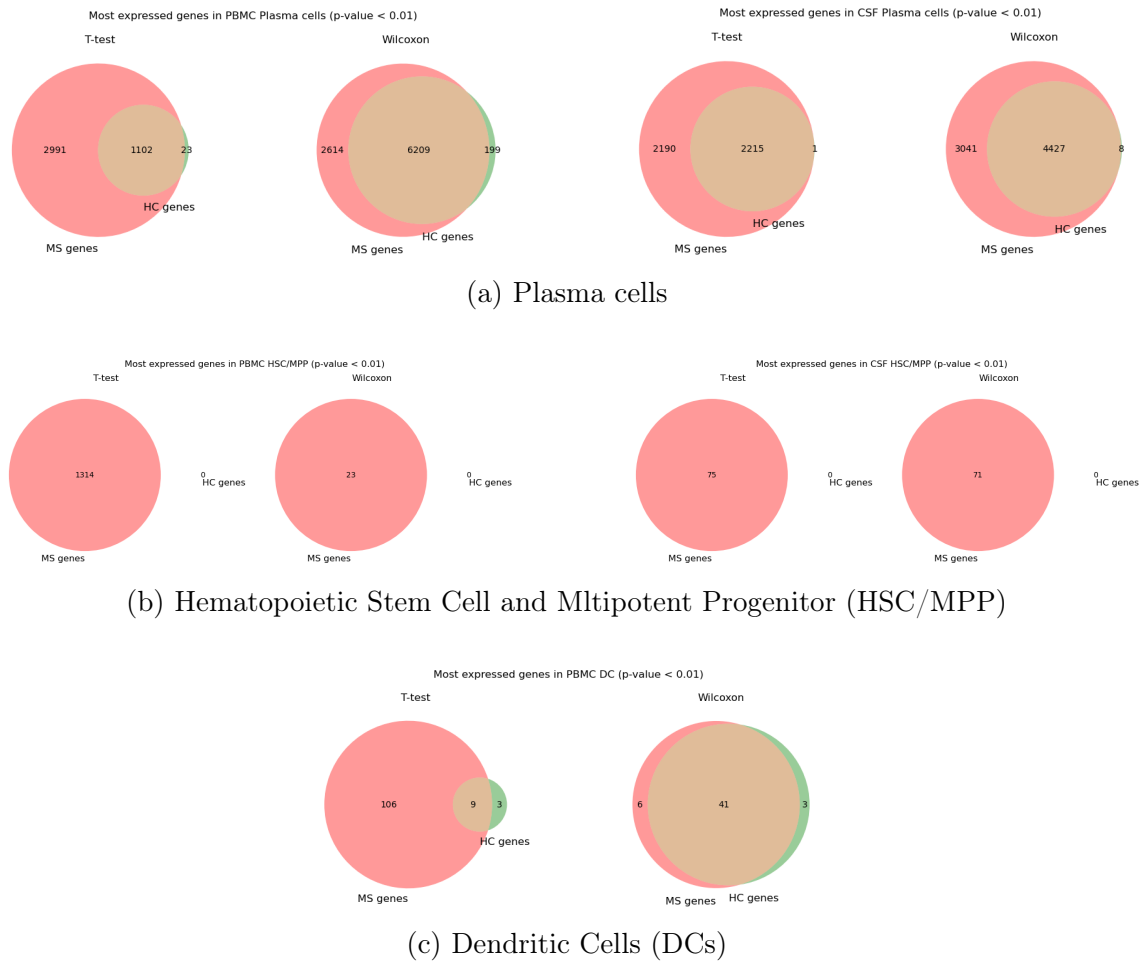 Most expressed genes in PBMC Plasma cells (p-value < 0.01)
T-test
Wilcoxon
2991
1102
23
2614
6209
199
HC genes
MS genes
HC genes
MS genes
Most expressed genes in CSF Plasma cells (p-value < 0.01)
T-test
Wilcoxon
2190
2215
1
3041
4427
8
HC genes
MS genes
HC genes
MS genes
(a) Plasma cells
Most expressed genes in PBMC HSC/MPP (p-value < 0.01)
T-test
Wilcoxon
1314
0
HC genes
23
0
HC genes
MS genes
MS genes
Most expressed genes in CSF HSC/MPP (p-value < 0.01)
T-test
Wilcoxon
75
0
HC genes
71
0
HC genes
MS genes
MS genes
(b) Hematopoietic Stem Cell and Mltipotent Progenitor (HSC/MPP)
Most expressed genes in PBMC DC (p-value < 0.01)
T-test
Wilcoxon
106
9
3
6
41
3
HC genes
MS genes
HC genes
MS genes
(c) Dendritic Cells (DCs)